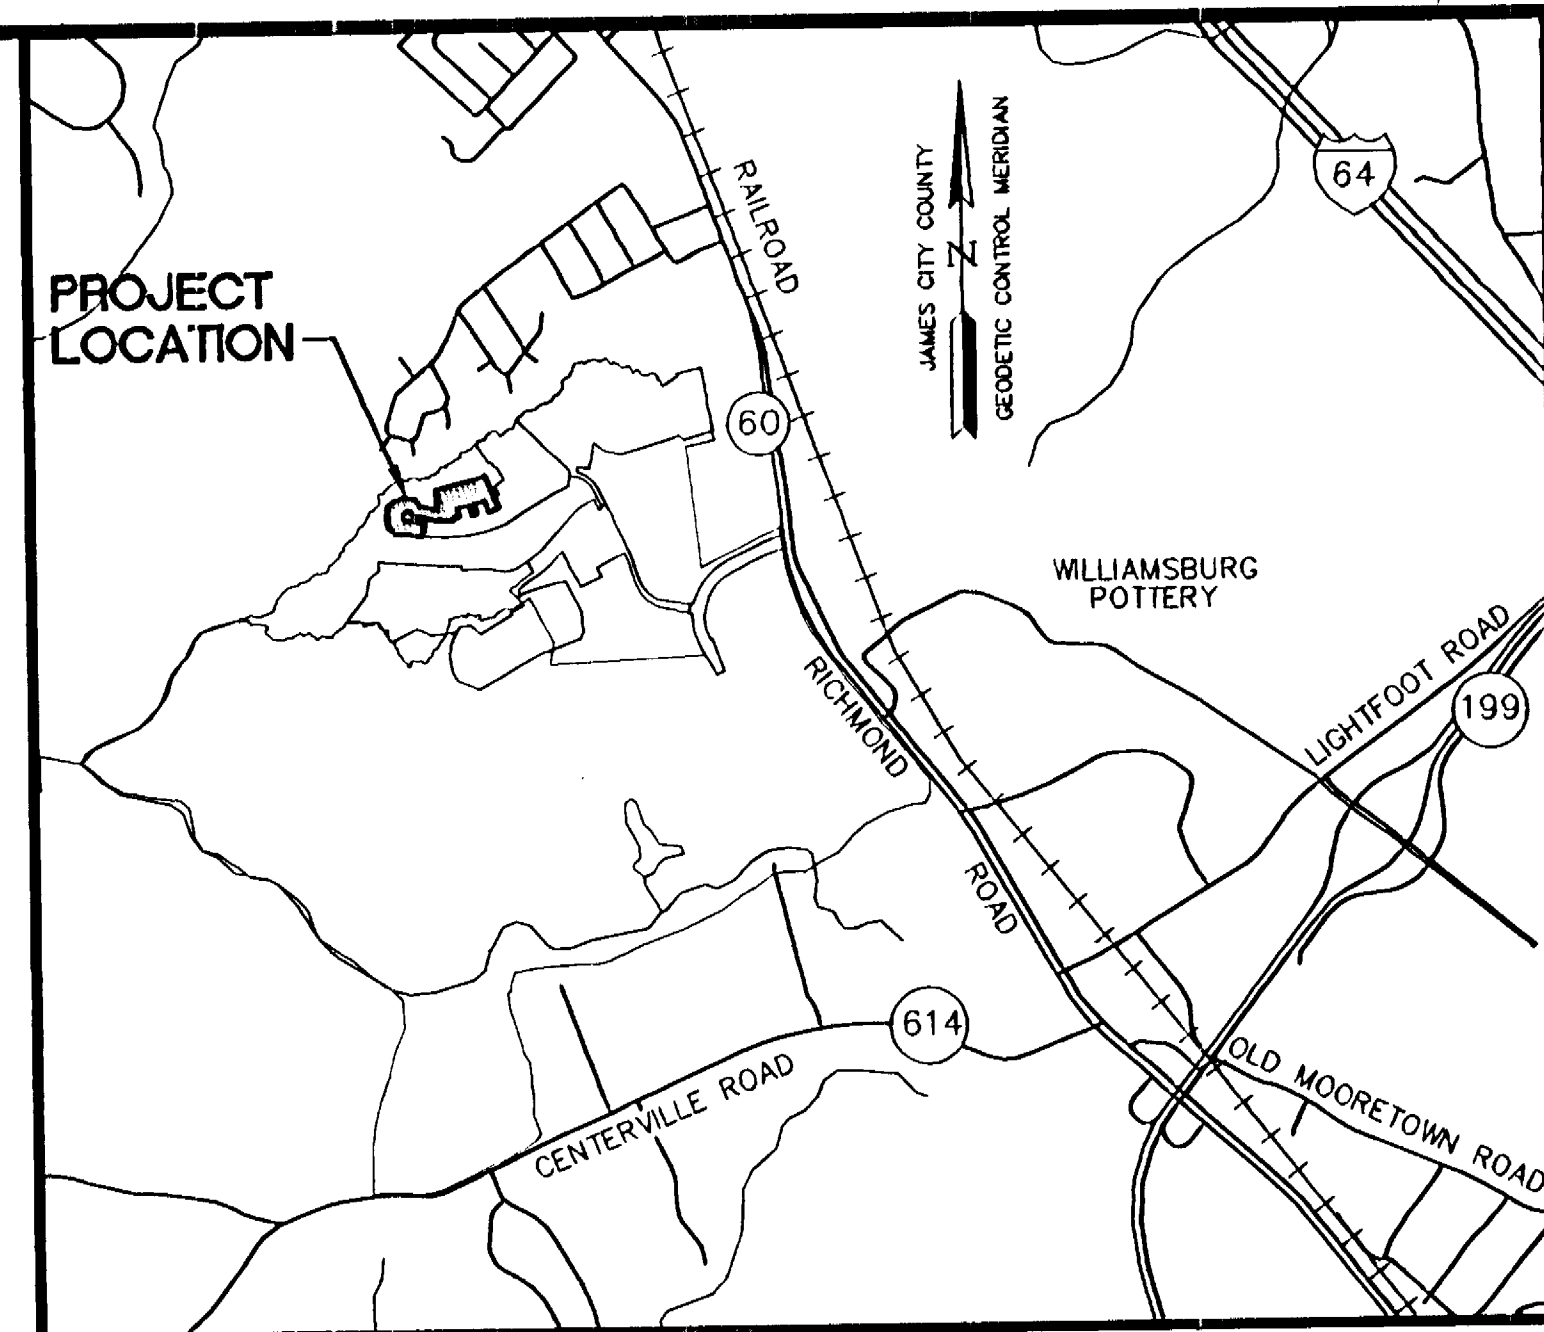 PROJECT
LOCATION
RAILROAD
JAMES CITY COUNTY
GEODETIC CONTROL MERIDIAN
N
64
60
WILLIAMSBURG
POTTERY
LIGHTFOOT ROAD
199
RICHMOND
ROAD
614
CENTERVILLE ROAD
OLD MOORETOWN ROAD